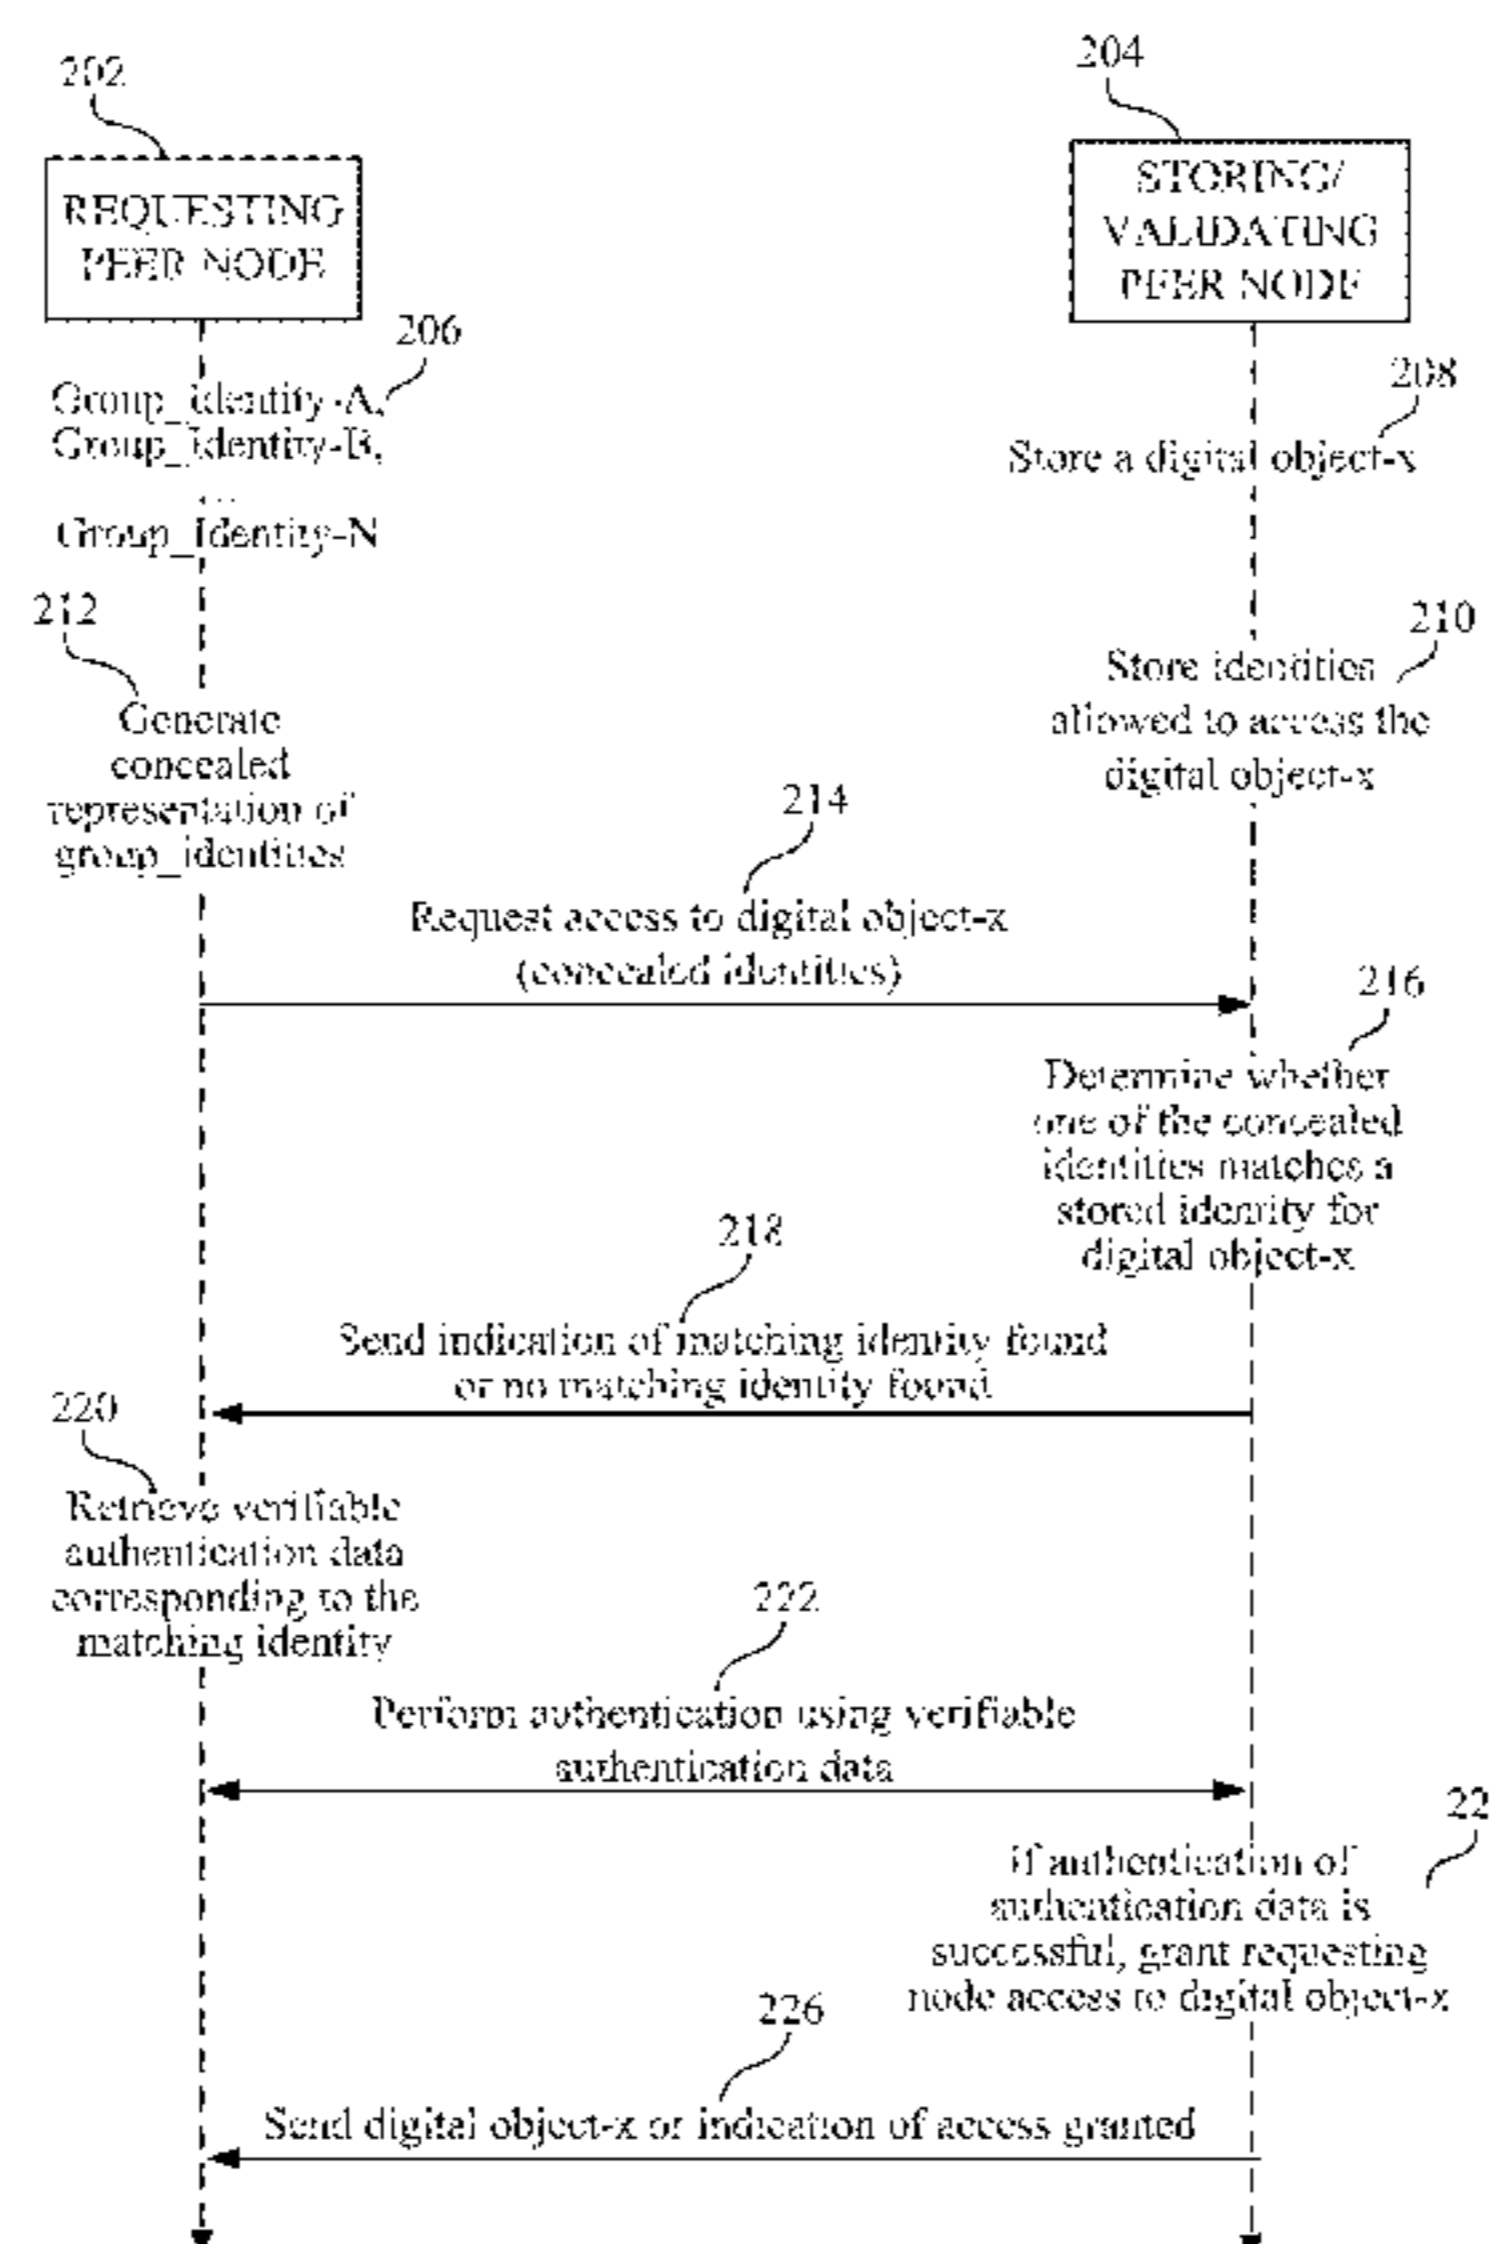 202
204
REQUESTING
PEER NODE
STORING/
VALIDATING
PEER NODE
206
Group_identity-A,
Group_Identity-B,
...
Group_Identity-N
208
Store a digital object-x
212
Generate
concealed
representation of
group_identities
210
Store identities
allowed to access the
digital object-x
214
Request access to digital object-x
(concealed identities)
216
Determine whether
one of the concealed
identities matches a
stored identity for
digital object-x
218
Send indication of matching identity found
or no matching identity found
220
Retrieve verifiable
authentication data
corresponding to the
matching identity
222
Perform authentication using verifiable
authentication data
22
if authentication of
authentication data is
successful, grant requesting
node access to digital object-x
226
Send digital object-x or indication of access granted